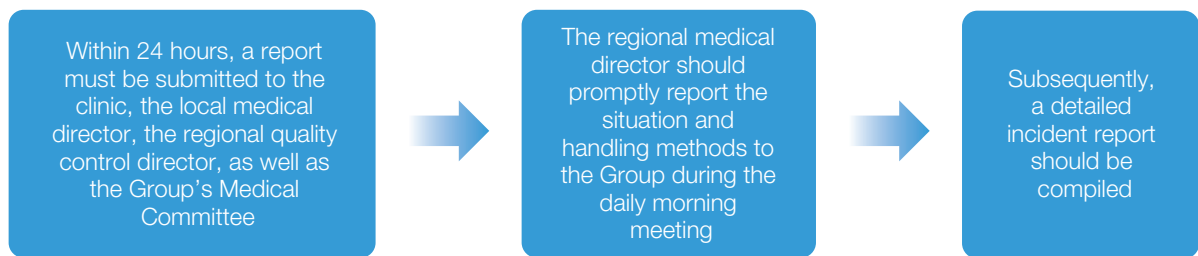 Within 24 hours, a report
must be submitted to the
clinic, the local medical
director, the regional quality
control director, as well as
the Group's Medical
Committee
The regional medical
director should
promptly report the
situation and
handling methods to
the Group during the
daily morning
meeting
Subsequently,
a detailed
incident report
should be
compiled